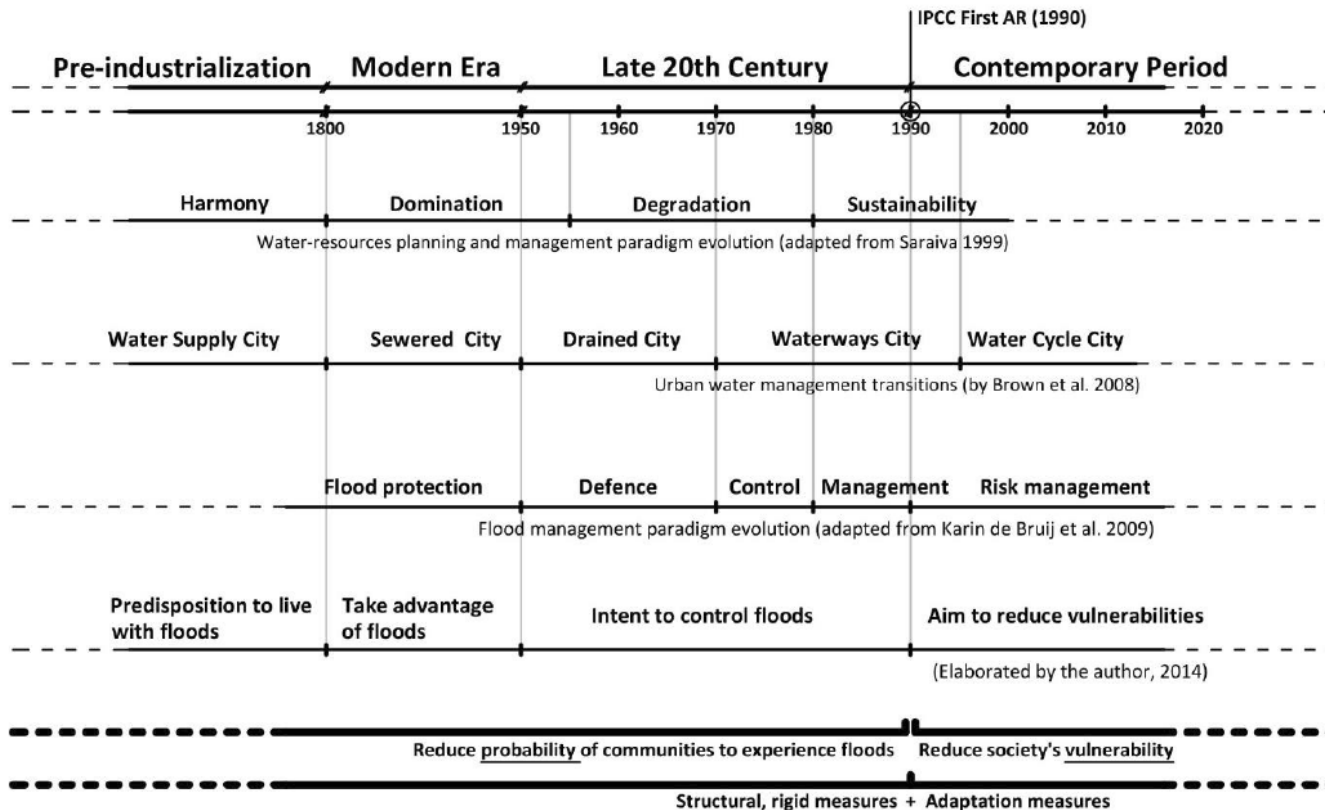 IPCC First AR (1990)
Pre-industrialization Modern Era Late 20th Century Contemporary Period
1800 1950 1960 1970 1980 1990 2000 2010 2020
Harmony Domination Degradation Sustainability
Water-resources planning and management paradigm evolution (adapted from Saraiva 1999)
Water Supply City Sewered City Drained City Waterways City Water Cycle City
Urban water management transitions (by Brown et al. 2008)
Flood protection Defence Control Management Risk management
Flood management paradigm evolution (adapted from Karin de Bruij et al. 2009)
Predisposition to live
with floods
Take advantage
of floods
Intent to control floods
Aim to reduce vulnerabilities
(Elaborated by the author, 2014)
Reduce probability of communities to experience floods Reduce society's vulnerability
Structural, rigid measures + Adaptation measures